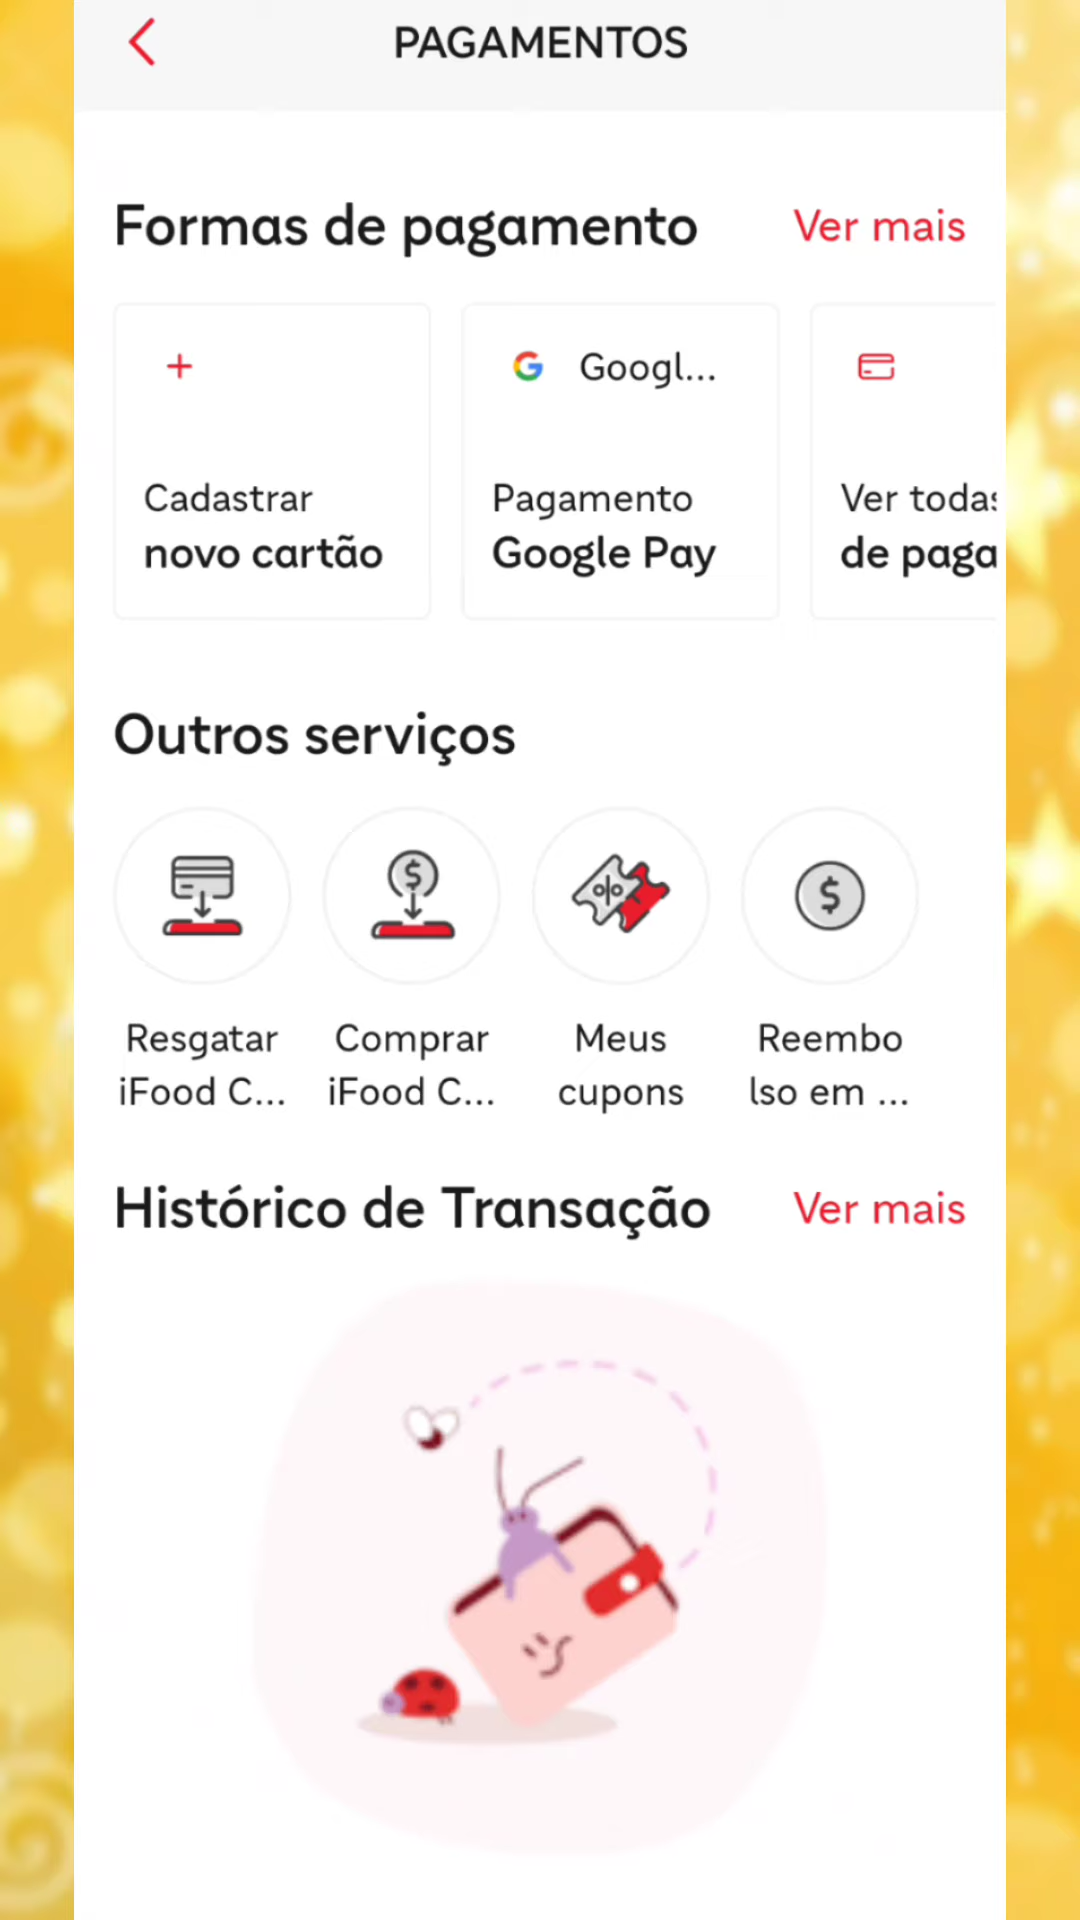 PAGAMENTOS
Formas de pagamento
Ver mais
Googl...
Cadastrar
novo cartão
Pagamento
Google Pay
Ver todas
de paga
Outros serviços
Resgatar
iFood C...
Comprar
iFood C...
Meus
cupons
Reembo
lso em ...
Histórico de Transação
Ver mais